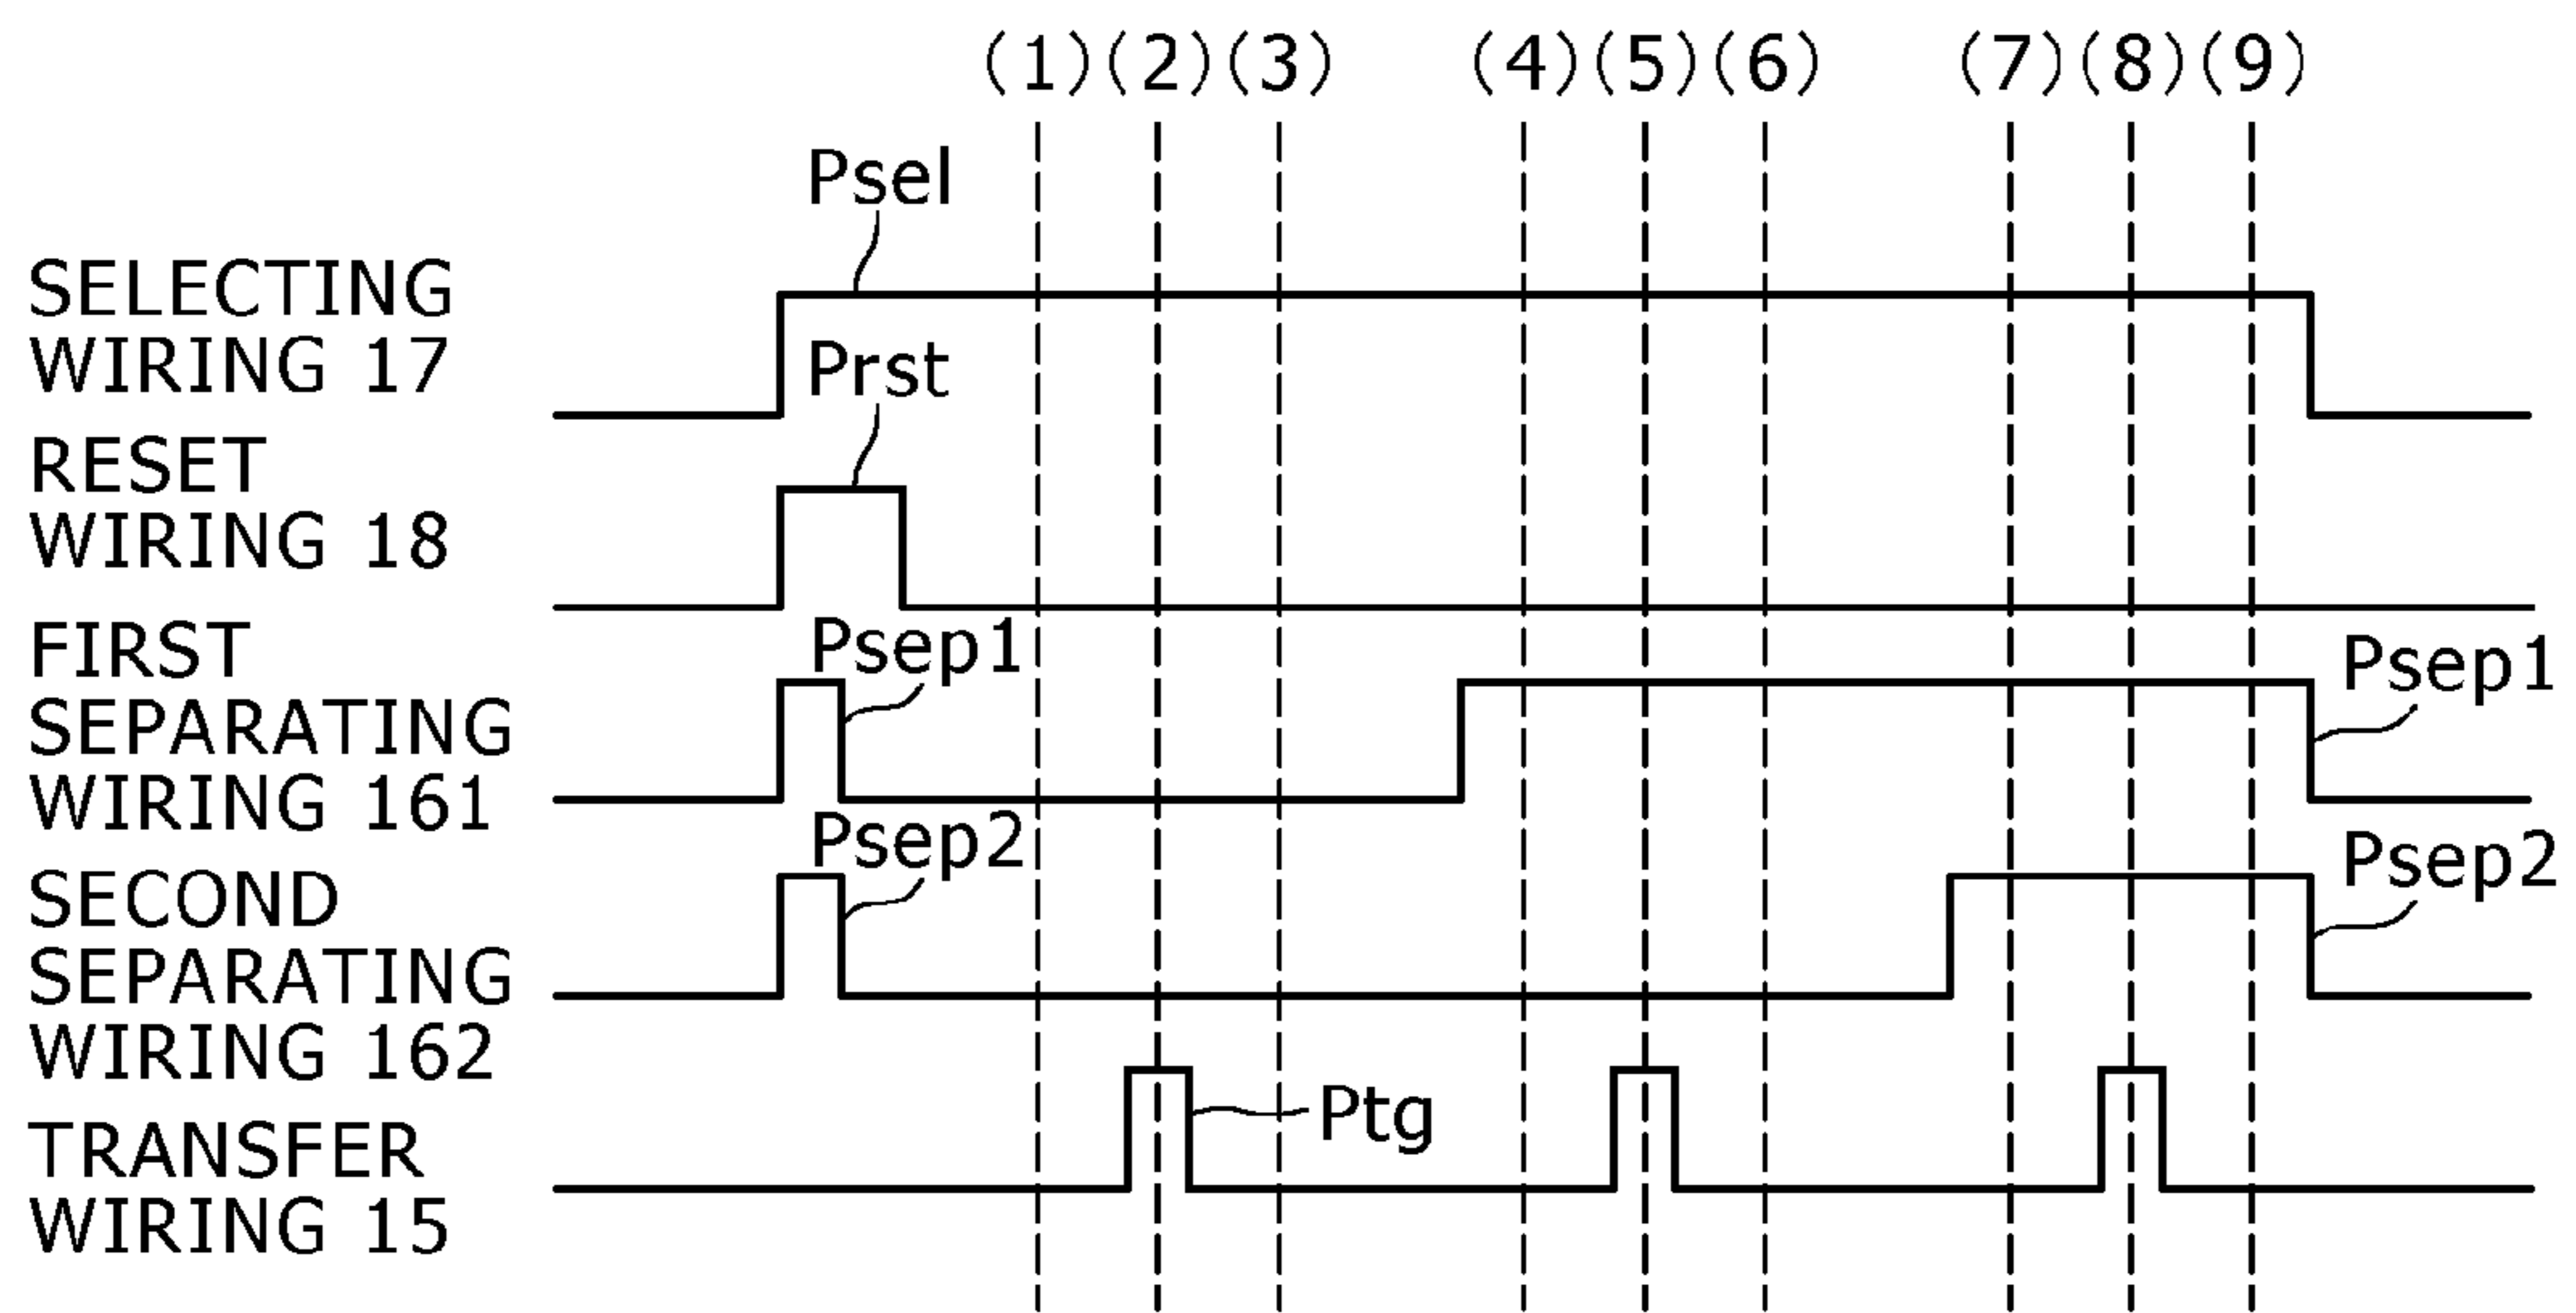 (1)(2)(3) (4)(5)(6) (7)(8)(9)
Psel
SELECTING
WIRING 17
Prst
RESET
WIRING 18
Psep1
FIRST
SEPARATING
WIRING 161
Psep1
Psep2
SECOND
SEPARATING
WIRING 162
Psep2
Ptg
TRANSFER
WIRING 15